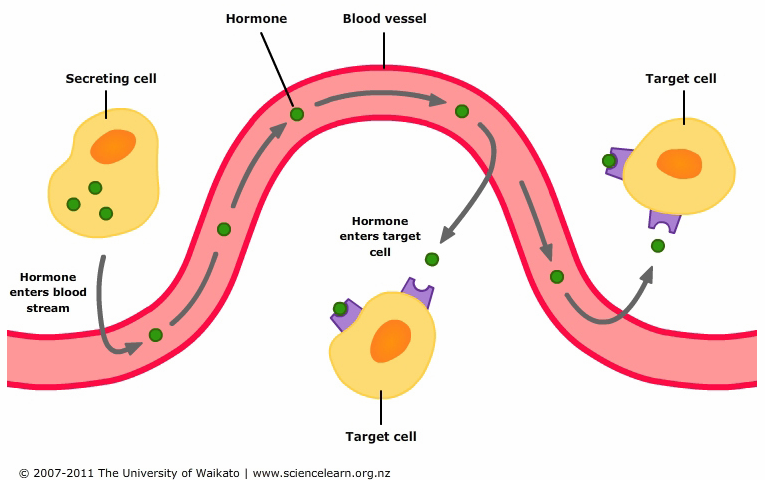 Hormone
Blood vessel
Secreting cell
Target cell
Hormone
enters target
cell
Hormone
enters blood
stream
Target cell
© 2007-2011 The University of Waikato | www.sciencelearn.org.nz